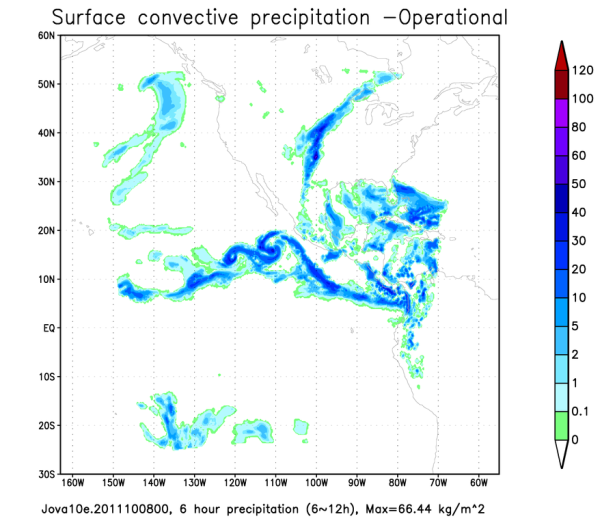 Surface convective precipitation −Operational
60N
50N
40N
30N
20N
10N
EQ
10S
20S
30S
160W 150W 140W 130W 120W 110W 100W 90W 80W 70W 60W
120
100
80
60
50
40
30
20
10
5
2
1
0.1
0
Jova10e.2011100800, 6 hour precipitation (6~12h), Max=66.44 kg/m^2